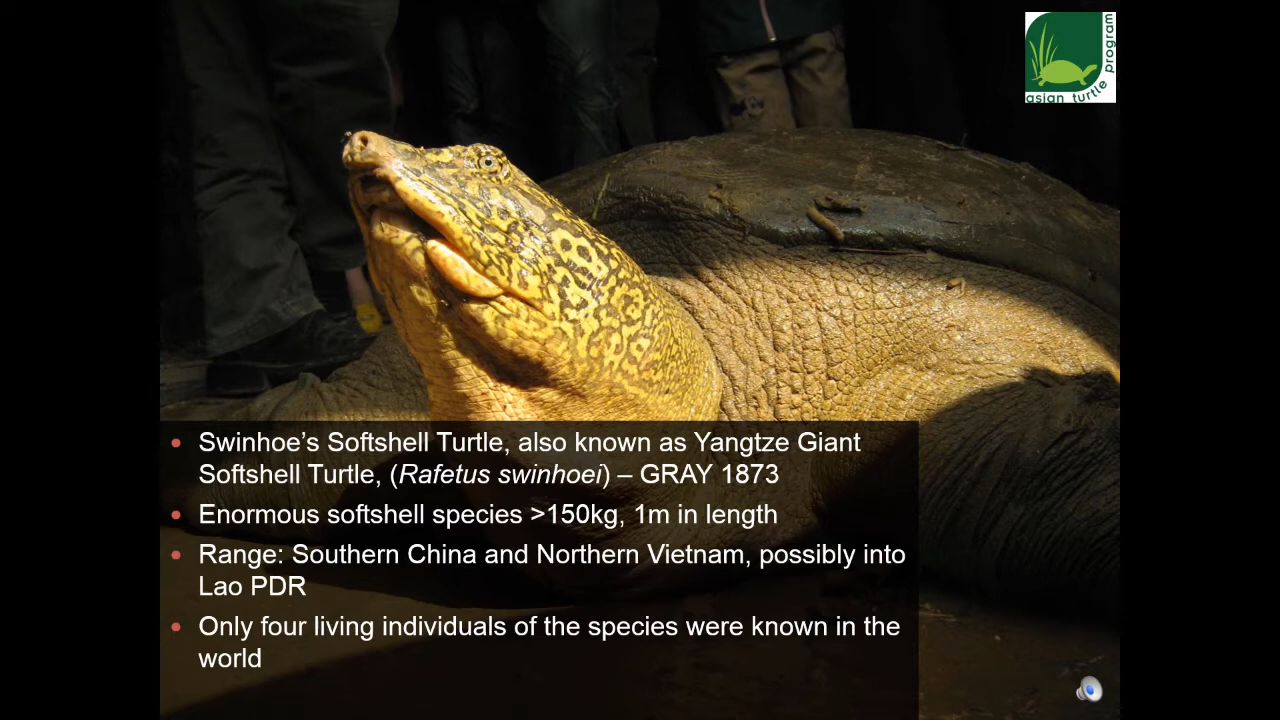 asian turtle program
• Swinhoe’s Softshell Turtle, also known as Yangtze Giant
Softshell Turtle, (Rafetus swinhoei) – GRAY 1873
• Enormous softshell species >150kg, 1m in length
• Range: Southern China and Northern Vietnam, possibly into
Lao PDR
• Only four living individuals of the species were known in the
world